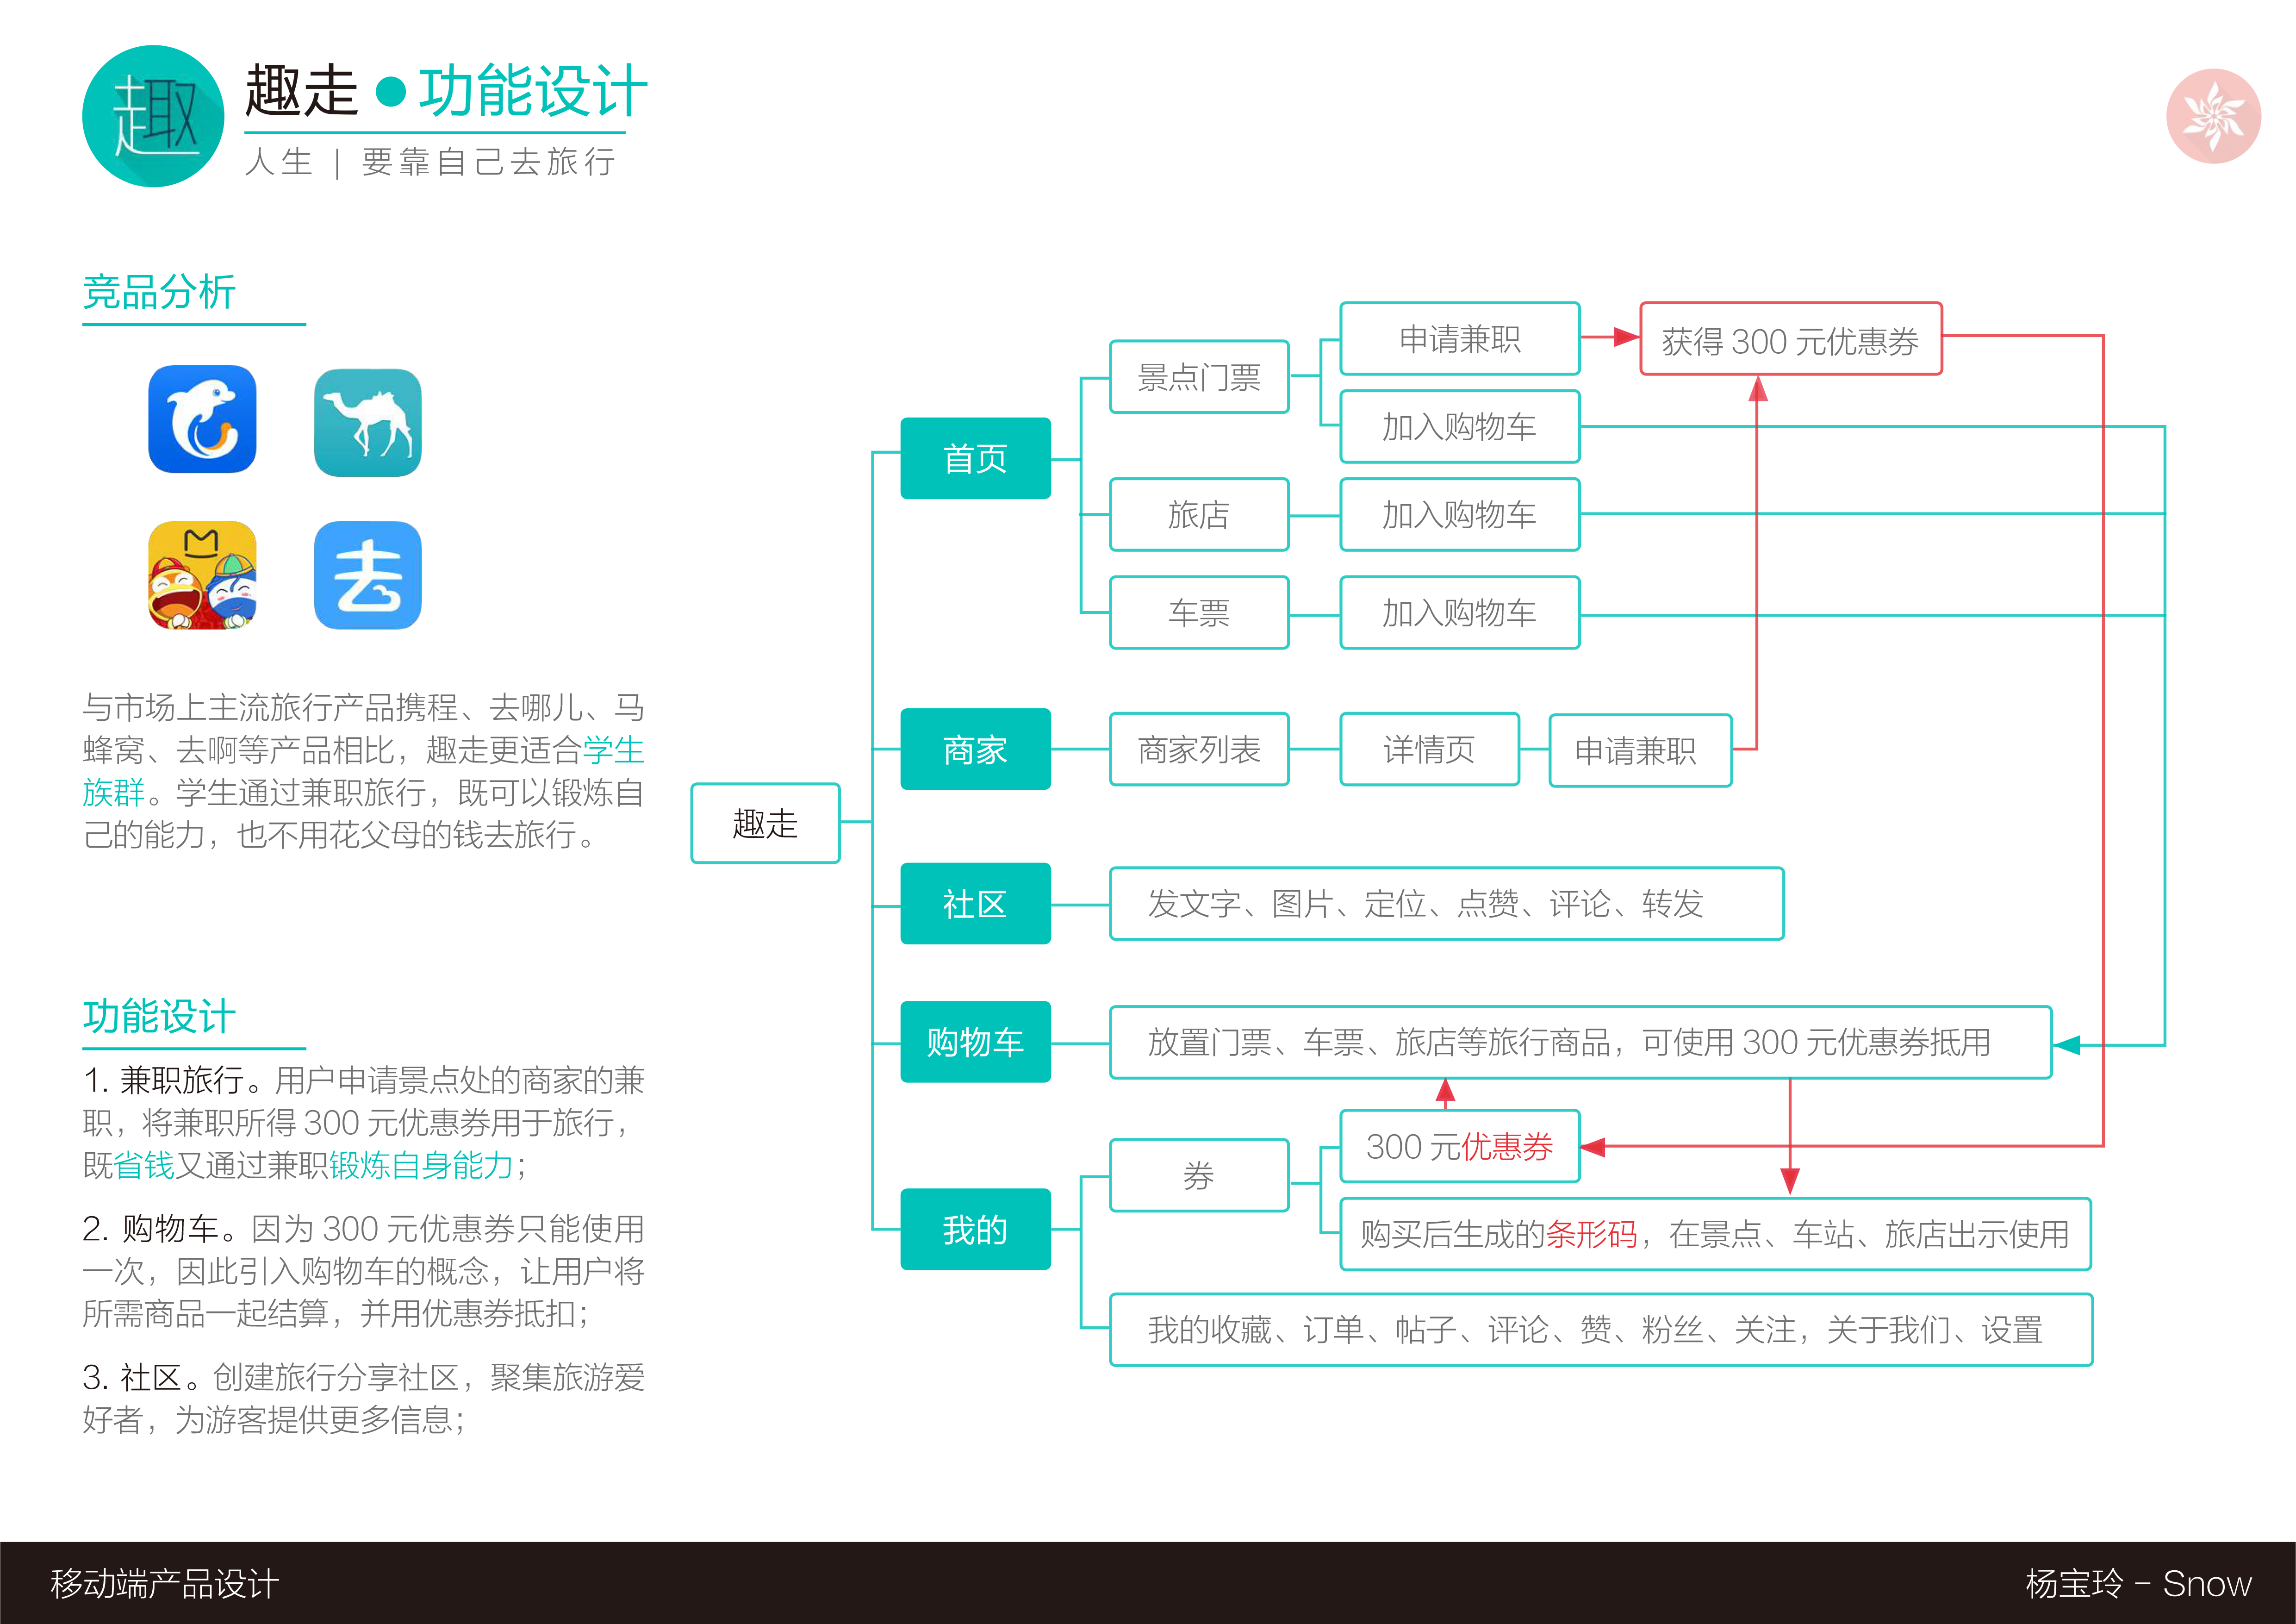 趣
趣走●功能设计
人生 | 要靠自己去旅行
竞品分析
去
与市场上主流旅行产品携程、去哪儿、马
蜂窝、去啊等产品相比，趣走更适合学生
族群。学生通过兼职旅行，既可以锻炼自
己的能力，也不用花父母的钱去旅行。
功能设计
1. 兼职旅行。用户申请景点处的商家的兼
职，将兼职所得 300 元优惠券用于旅行，
既省钱又通过兼职锻炼自身能力；
2. 购物车。因为 300 元优惠券只能使用
一次，因此引入购物车的概念，让用户将
所需商品一起结算，并用优惠券抵扣；
3. 社区。创建旅行分享社区，聚集旅游爱
好者，为游客提供更多信息；
趣走
首页
景点门票
申请兼职
获得 300 元优惠券
加入购物车
旅店
加入购物车
车票
加入购物车
商家
商家列表
详情页
申请兼职
社区
发文字、图片、定位、点赞、评论、转发
购物车
放置门票、车票、旅店等旅行商品，可使用 300 元优惠券抵用
我的
券
300 元优惠券
购买后生成的条形码，在景点、车站、旅店出示使用
我的收藏、订单、帖子、评论、赞、粉丝、关注，关于我们、设置
移动端产品设计
杨宝玲 - Snow